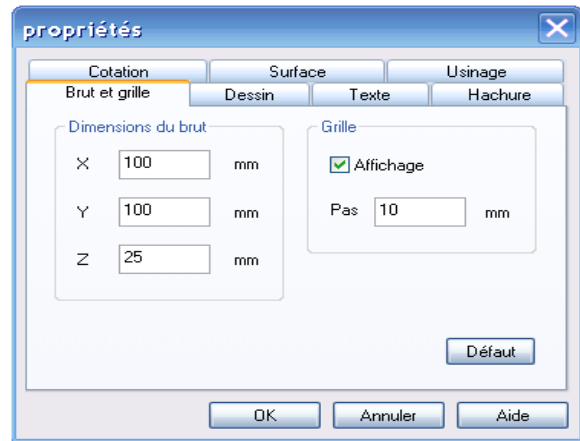 propriétés
Cotation Surface Usinage
Brut et grille Dessin Texte Hachure
Dimensions du brut Grille
X 100 mm Affichage
Y 100 mm Pas 10 mm
Z 25 mm
Défaut
OK Annuler Aide